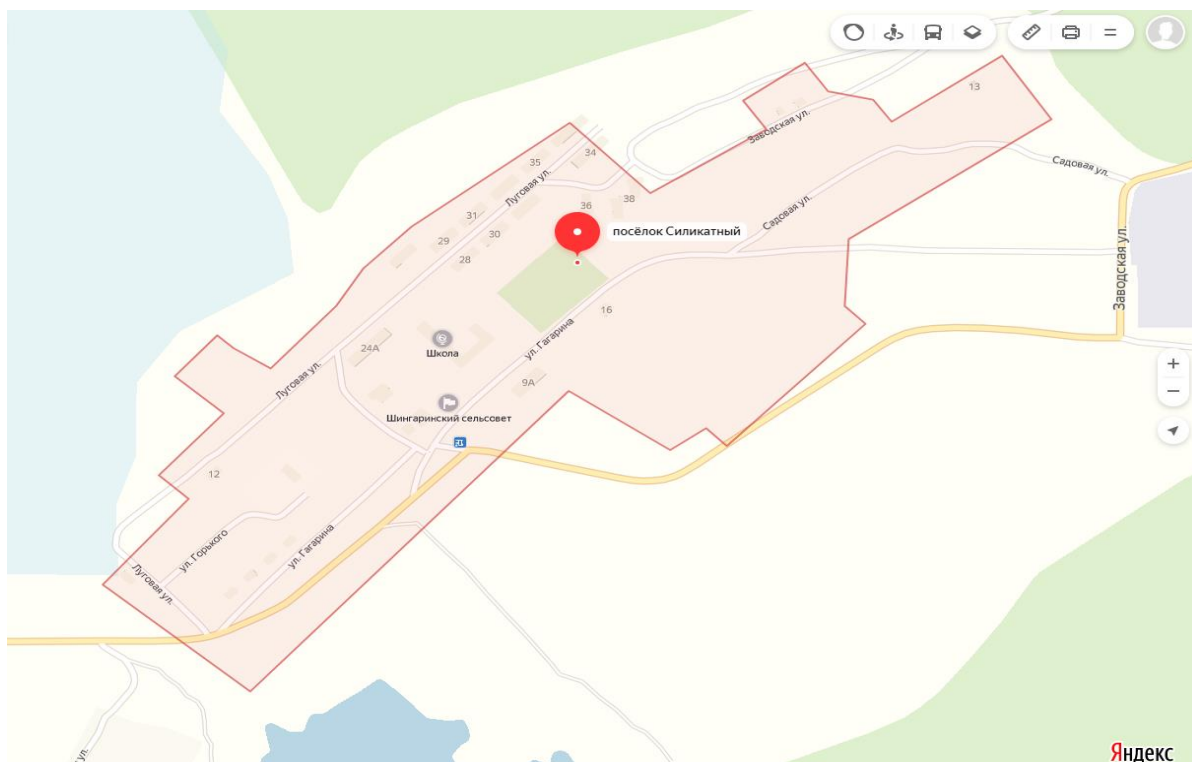 13
Заводская ул.
34
35
Садовая ул.
Луговая ул.
38
36
31
Садовая ул.
30
посёлок Силикатный
29
28
Заводская ул.
16
ул. Гагарина
24А
Школа
Луговая ул.
9А
Шингаринский сельсовет
12
ул. Горького
ул. Гагарина
Луговая ул.
ул.
Яндекс